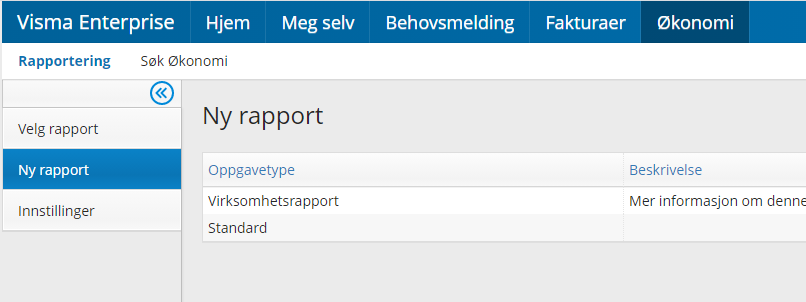 Visma Enterprise Hjem Meg selv Behovsmelding Fakturaer Økonomi
Rapportering Søk Økonomi
Velg rapport
Ny rapport
Innstillinger
Ny rapport
Oppgavetype Beskrivelse
Virksomhetsrapport Mer informasjon om denne
Standard